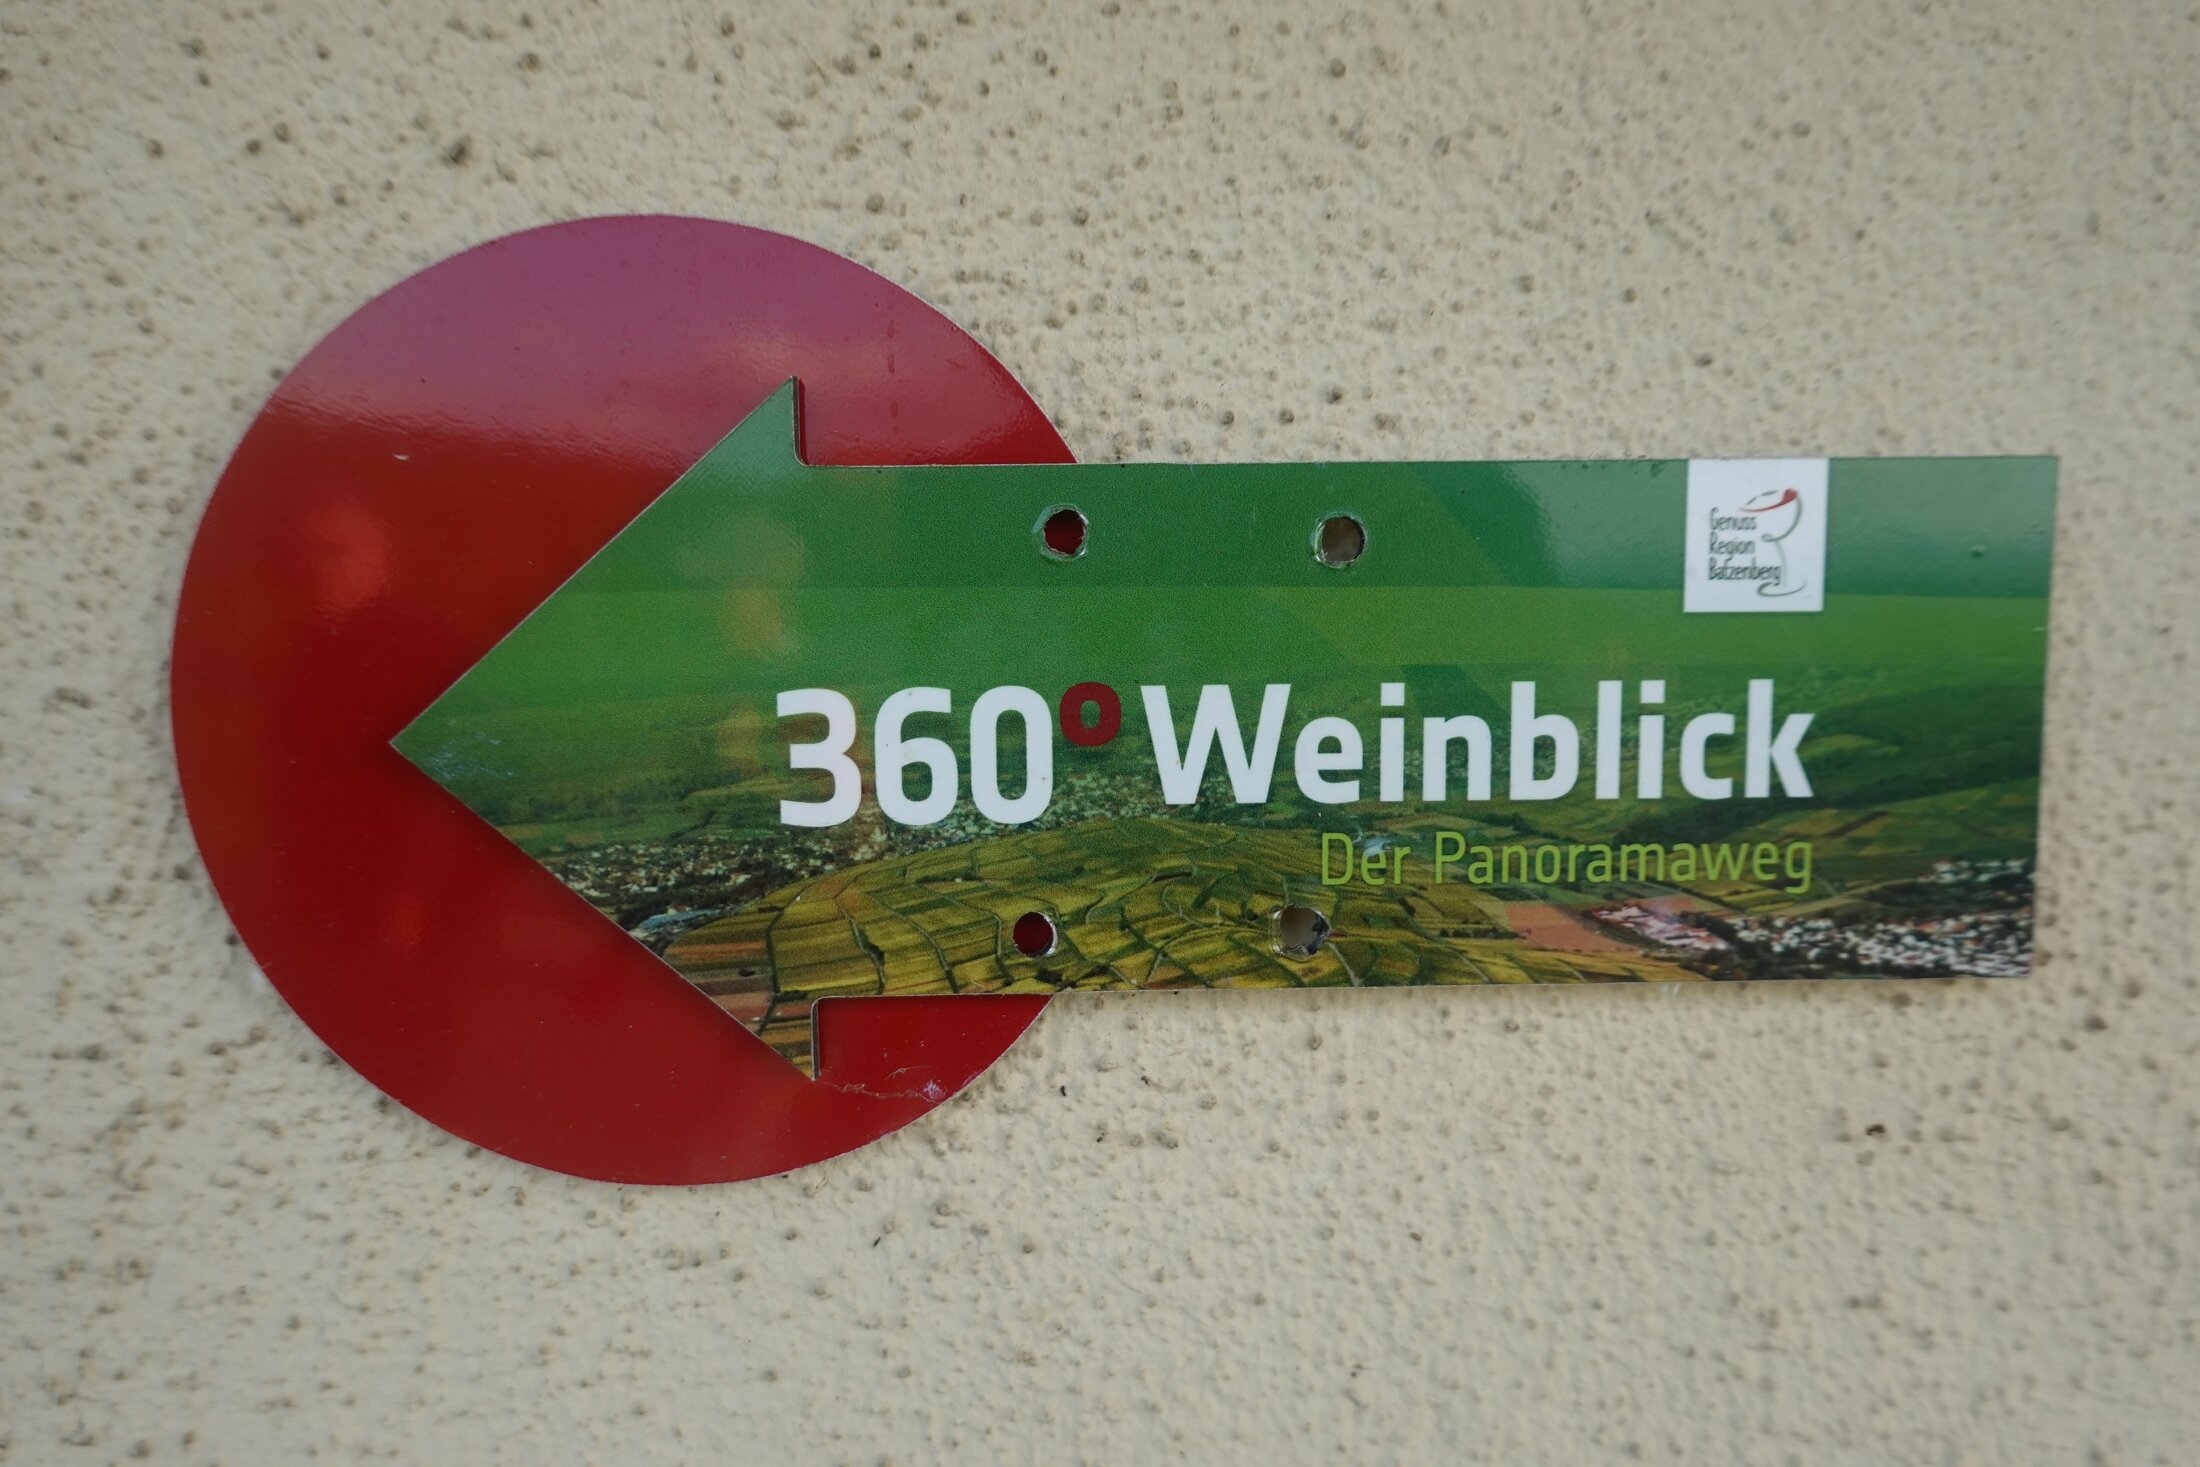 Genuss
Region
Batzenberg
360° Weinblick
Der Panoramaweg